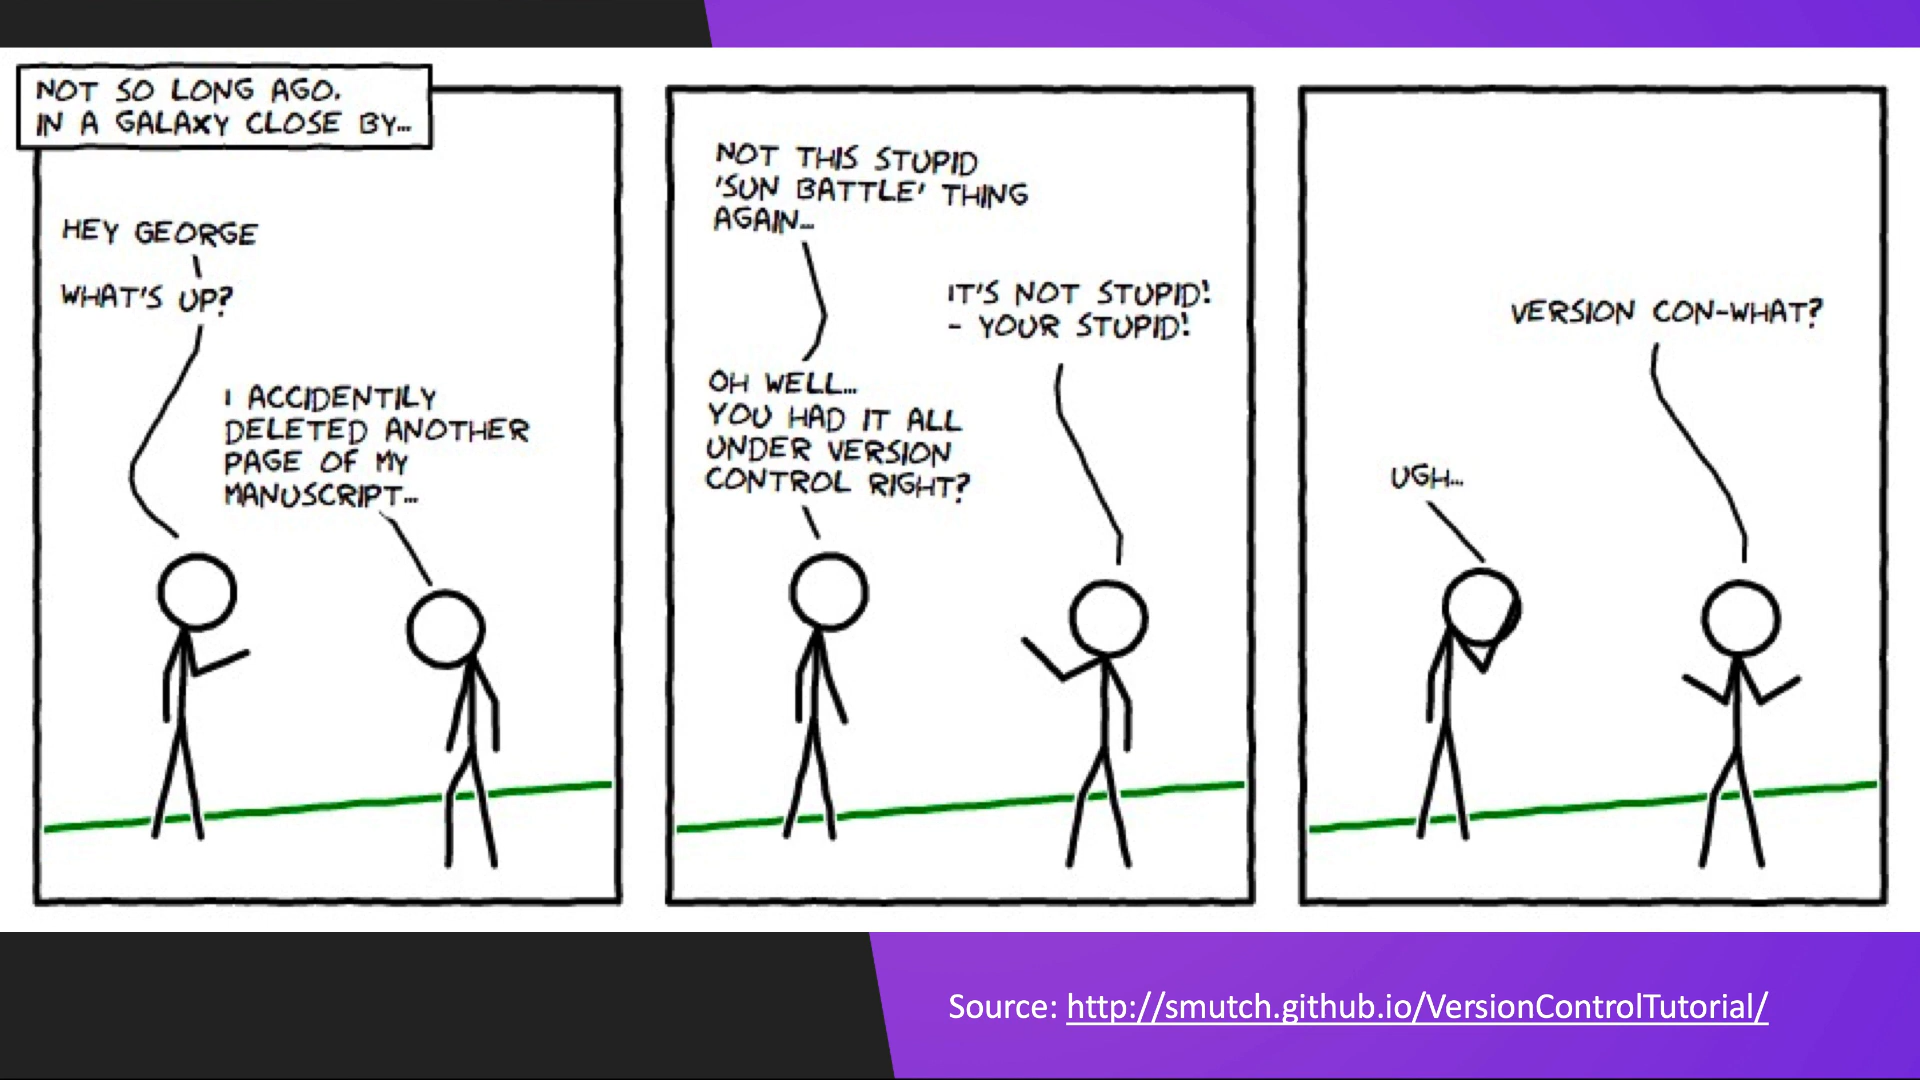 NOT SO LONG AGO.
IN A GALAXY CLOSE BY...
HEY GEORGE
WHAT'S UP?
I ACCIDENTILY
DELETED ANOTHER
PAGE OF MY
MANUSCRIPT...
NOT THIS STUPID
'SUN BATTLE' THING
AGAIN...
IT'S NOT STUPID!
- YOUR STUPID!
OH WELL...
YOU HAD IT ALL
UNDER VERSION
CONTROL RIGHT?
VERSION CON-WHAT?
UGH...
Source: http://smutch.github.io/VersionControlTutorial/